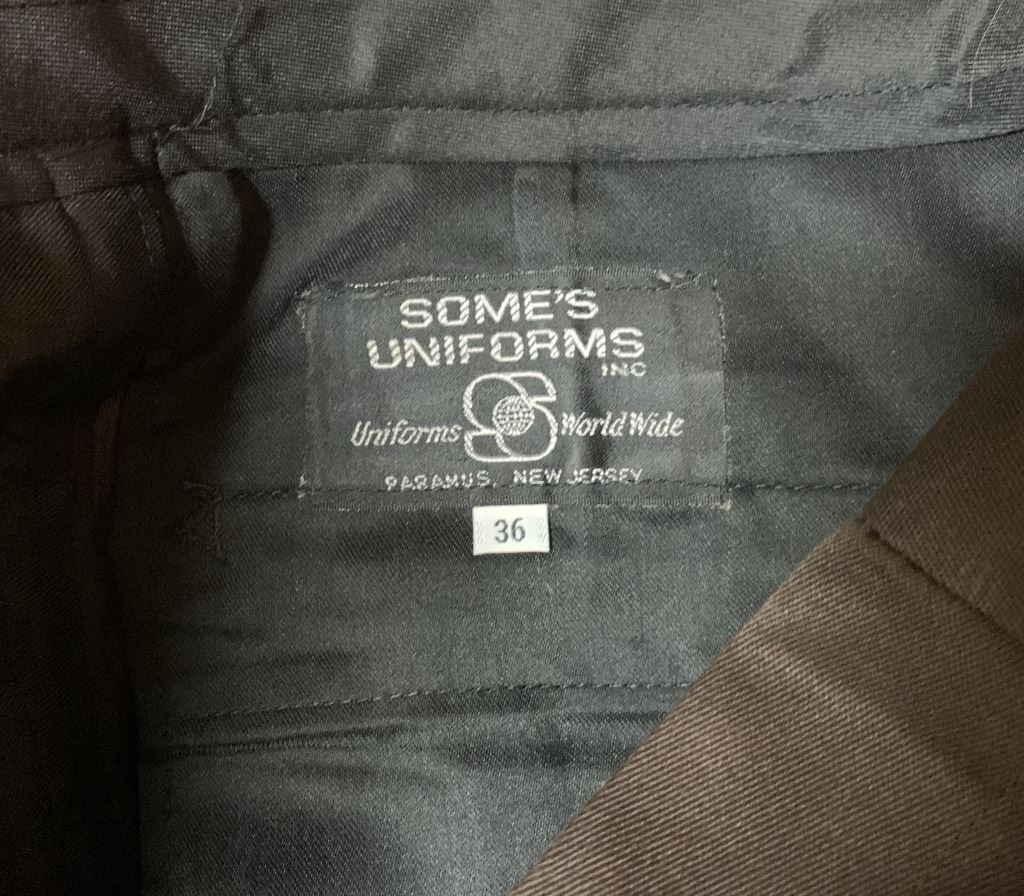 SOME'S
UNIFORMS
INC
Uniforms S World Wide
PARAMUS, NEW JERSEY
36